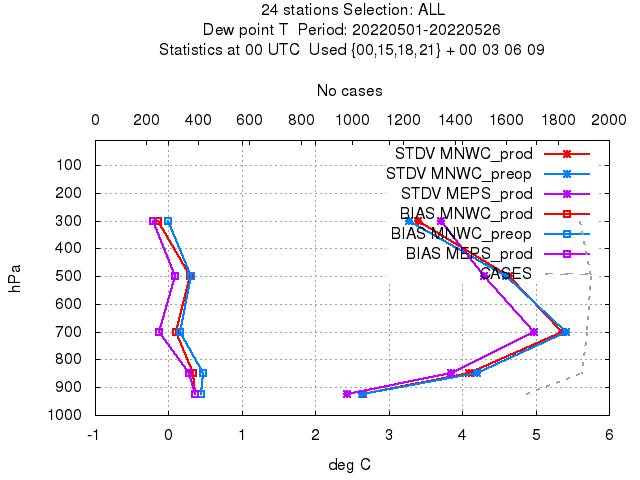 24 stations Selection: ALL
Dew point T  Period: 20220501-20220526
Statistics at 00 UTC  Used {00,15,18,21} + 00 03 06 09
No cases
0 200 400 600 800 1000 1200 1400 1600 1800 2000
STDV MNWC_prod
STDV MNWC_preop
STDV MEPS_prod
BIAS MNWC_prod
BIAS MNWC_preop
BIAS MEPS_prod
CASES
hPa
100
200
300
400
500
600
700
800
900
1000
-1 0 1 2 3 4 5 6
deg C